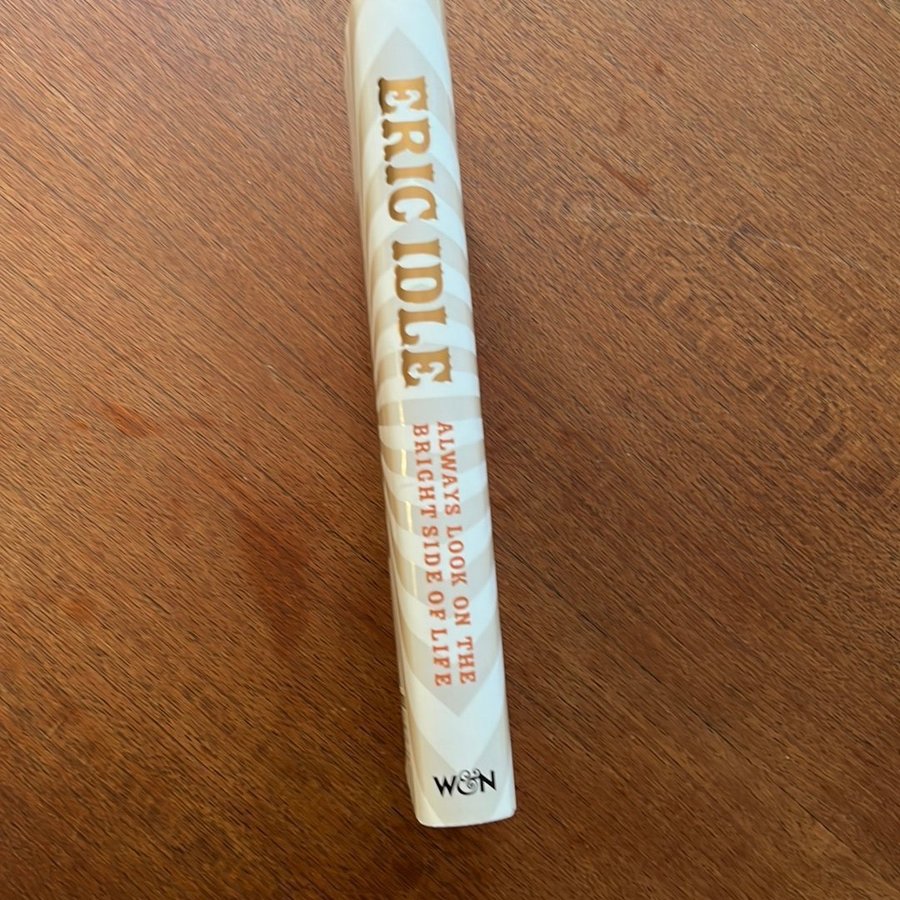 ERIC IDLE
ALWAYS LOOK ON THE
BRIGHT SIDE OF LIFE
W&N